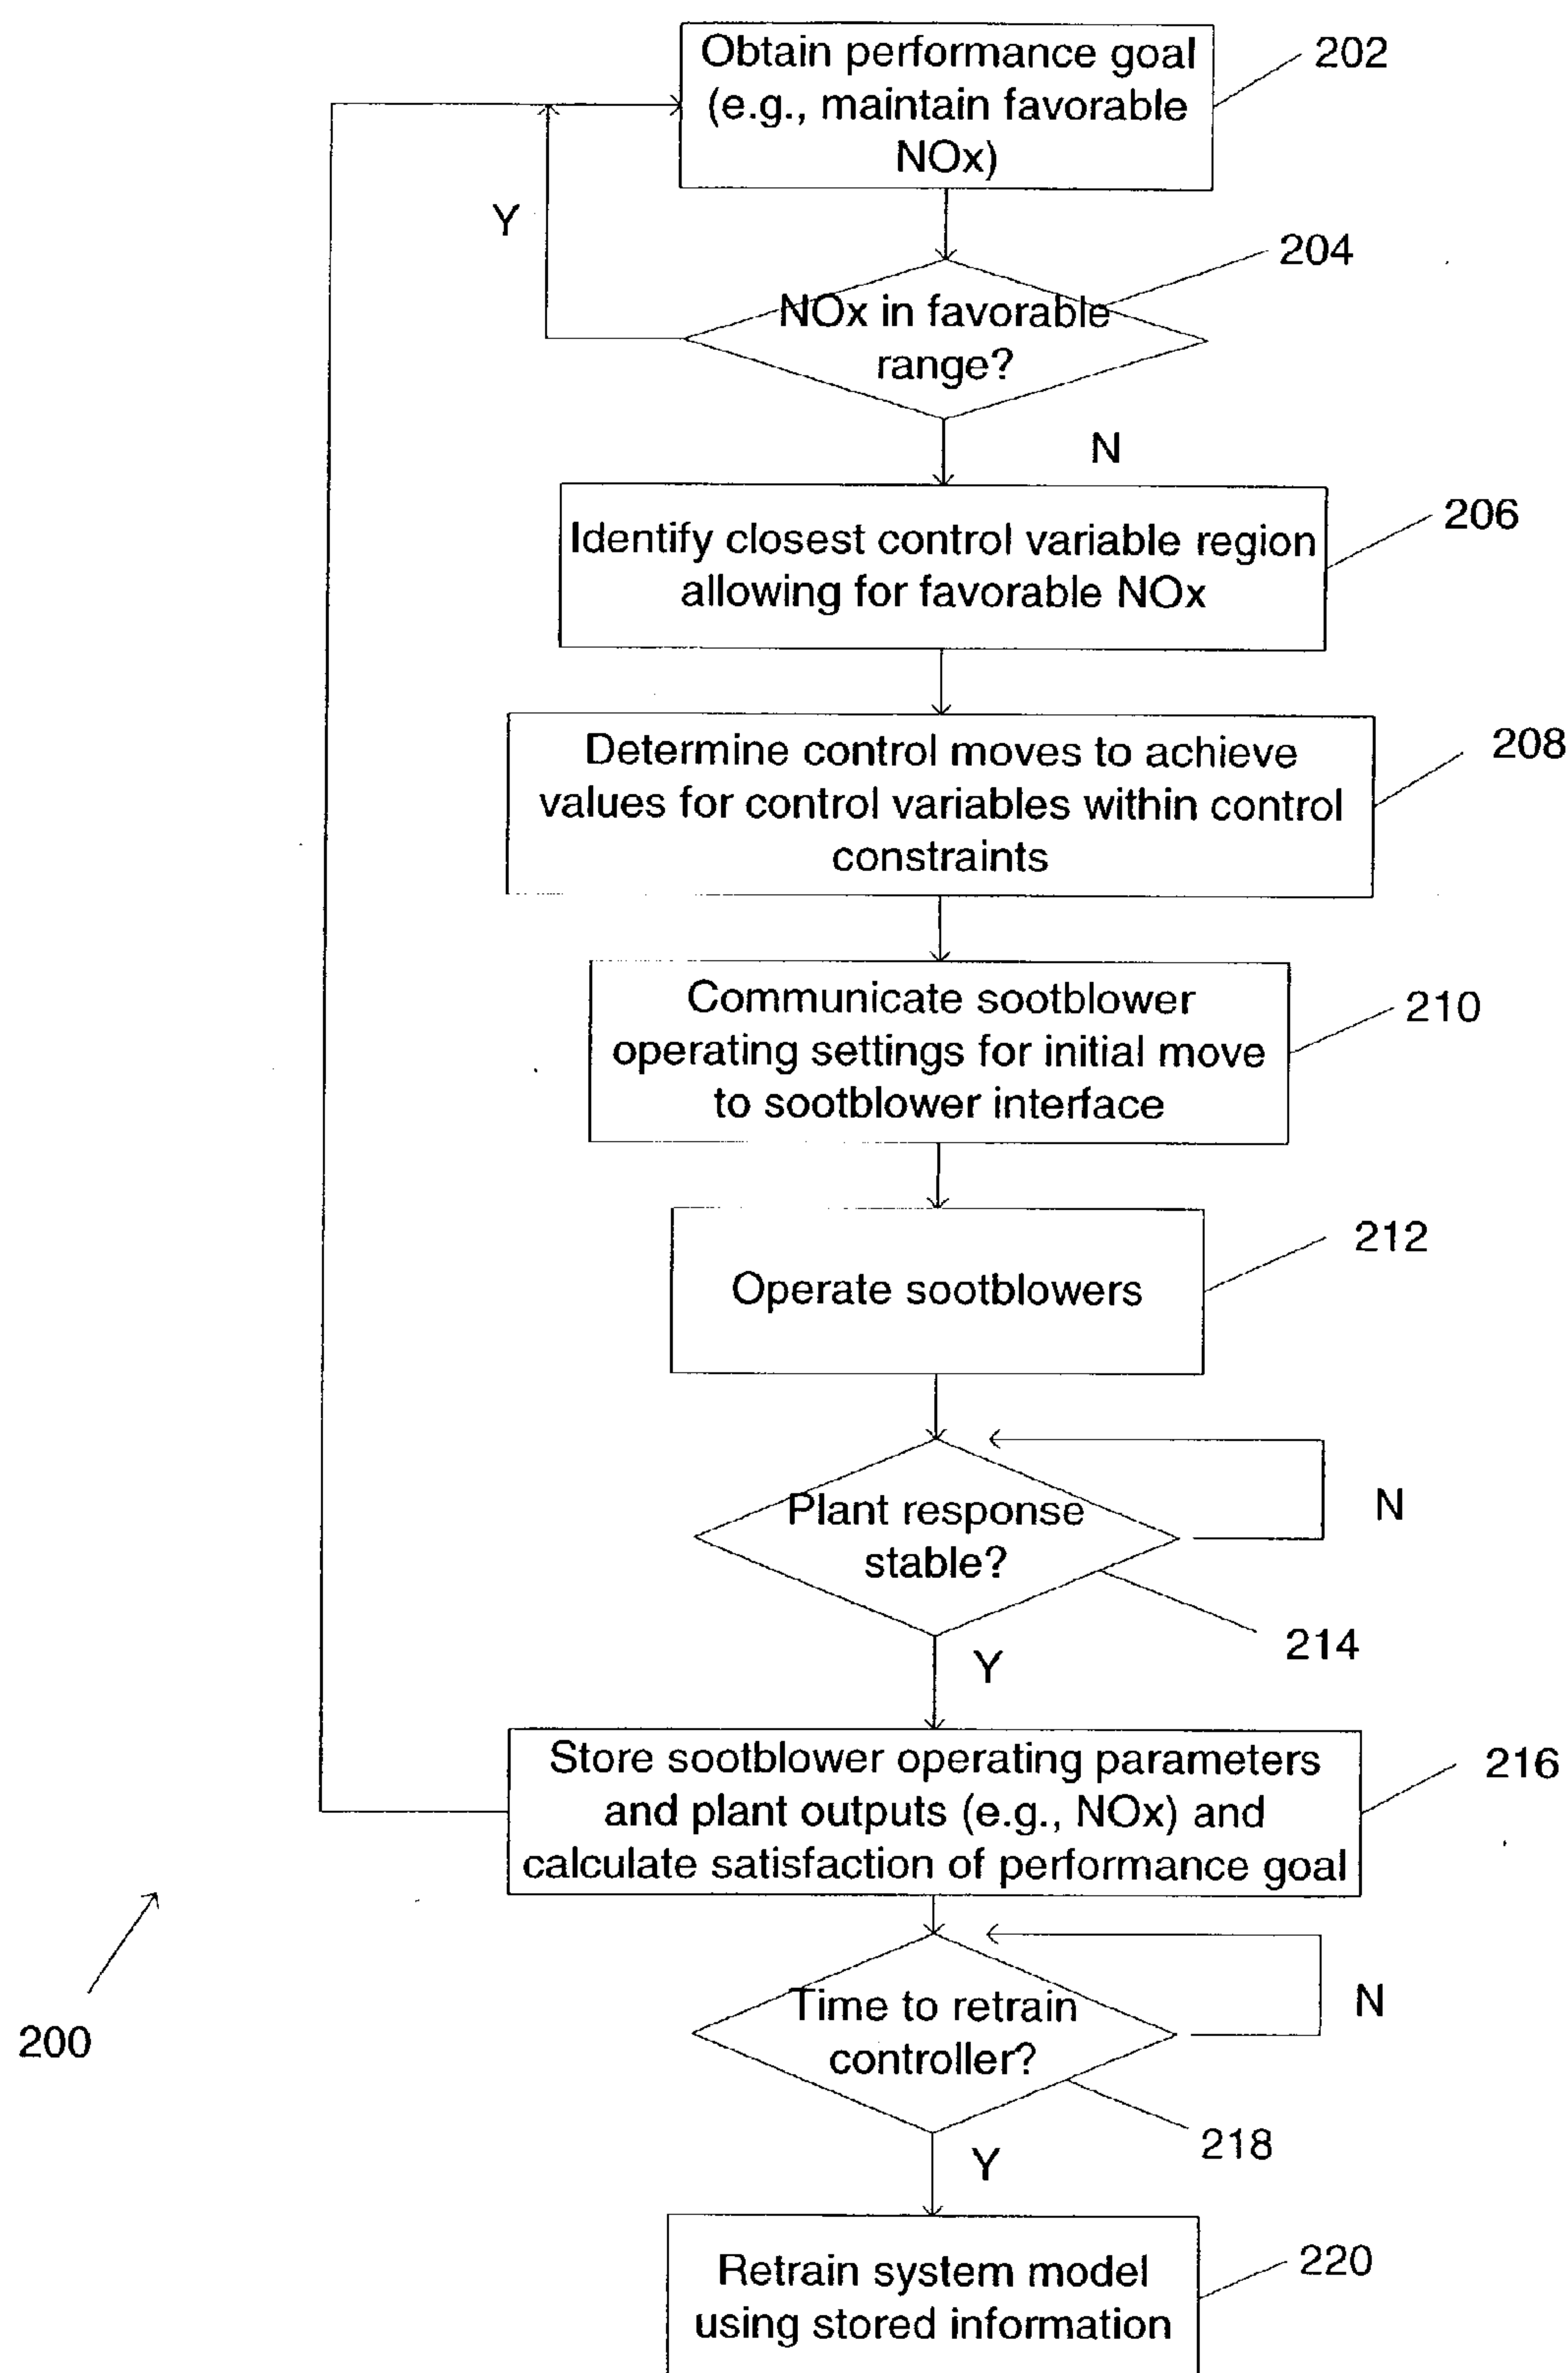 Obtain performance goal
(e.g., maintain favorable
NOx)
202
Y
204
NOx in favorable
range?
N
Identify closest control variable region
allowing for favorable NOx
206
Determine control moves to achieve
values for control variables within control
constraints
208
Communicate sootblower
operating settings for initial move
to sootblower interface
210
Operate sootblowers
212
Plant response
stable?
N
214
Y
Store sootblower operating parameters
and plant outputs (e.g., NOx) and
calculate satisfaction of performance goal
216
Time to retrain
controller?
N
200
218
Y
Retrain system model
using stored information
220